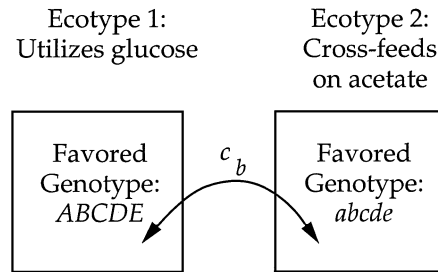 Ecotype 1:
Utilizes glucose
Ecotype 2:
Cross-feeds
on acetate
Favored
Genotype:
ABCDE
c
b
Favored
Genotype:
abcde